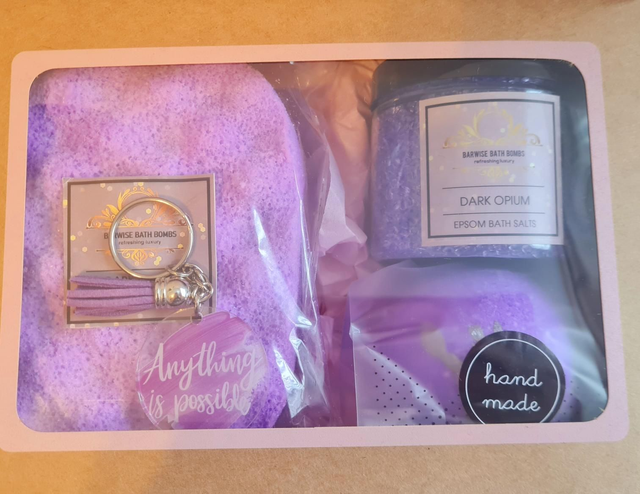 BARWISE BATH BOMBS
refreshing luxury
Anything
is possible
BARWISE BATH BOMBS
refreshing luxury
DARK OPIUM
EPSOM BATH SALTS
hand
made